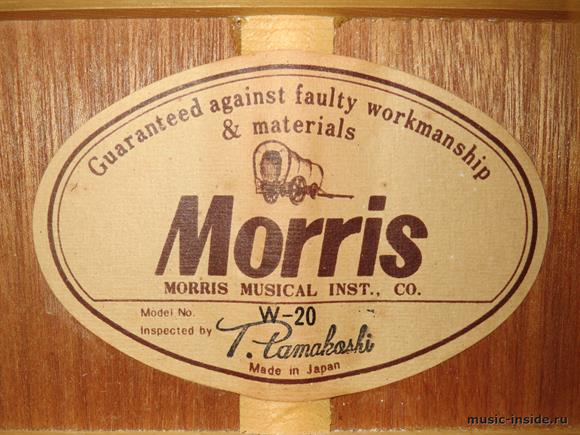 Guaranteed against faulty workmanship
& materials
Morris
MORRIS MUSICAL INST., CO.
Model No. W-20
Inspected by T.
Made in Japan
music-inside.ru